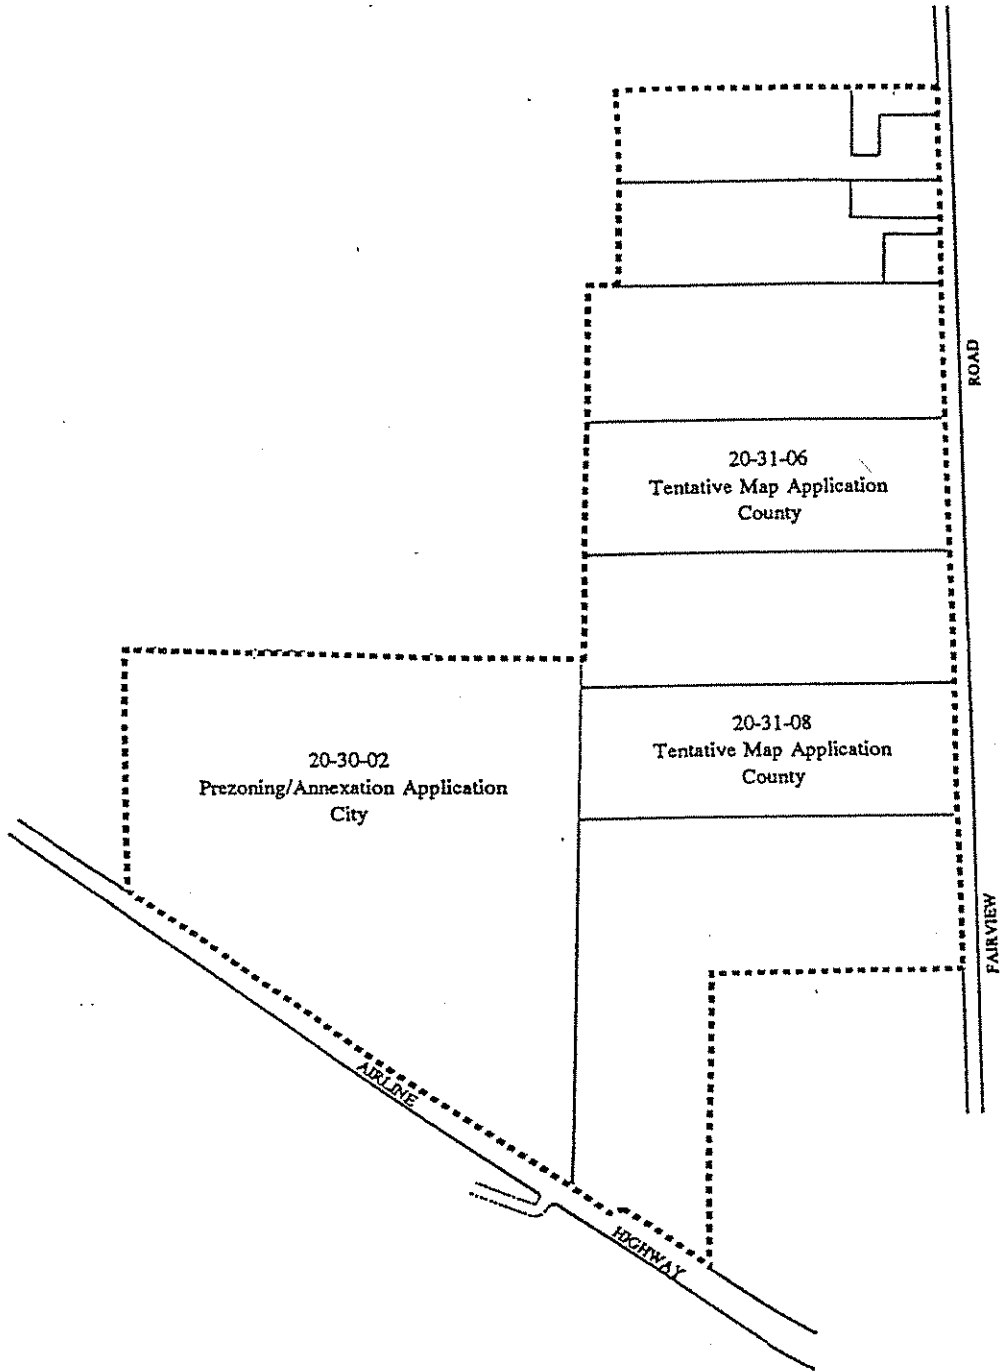 ROAD
20-31-06
Tentative Map Application
County
20-31-08
Tentative Map Application
County
20-30-02
Prezoning/Annexation Application
City
FAIRVIEW
AIRLINE
HIGHWAY